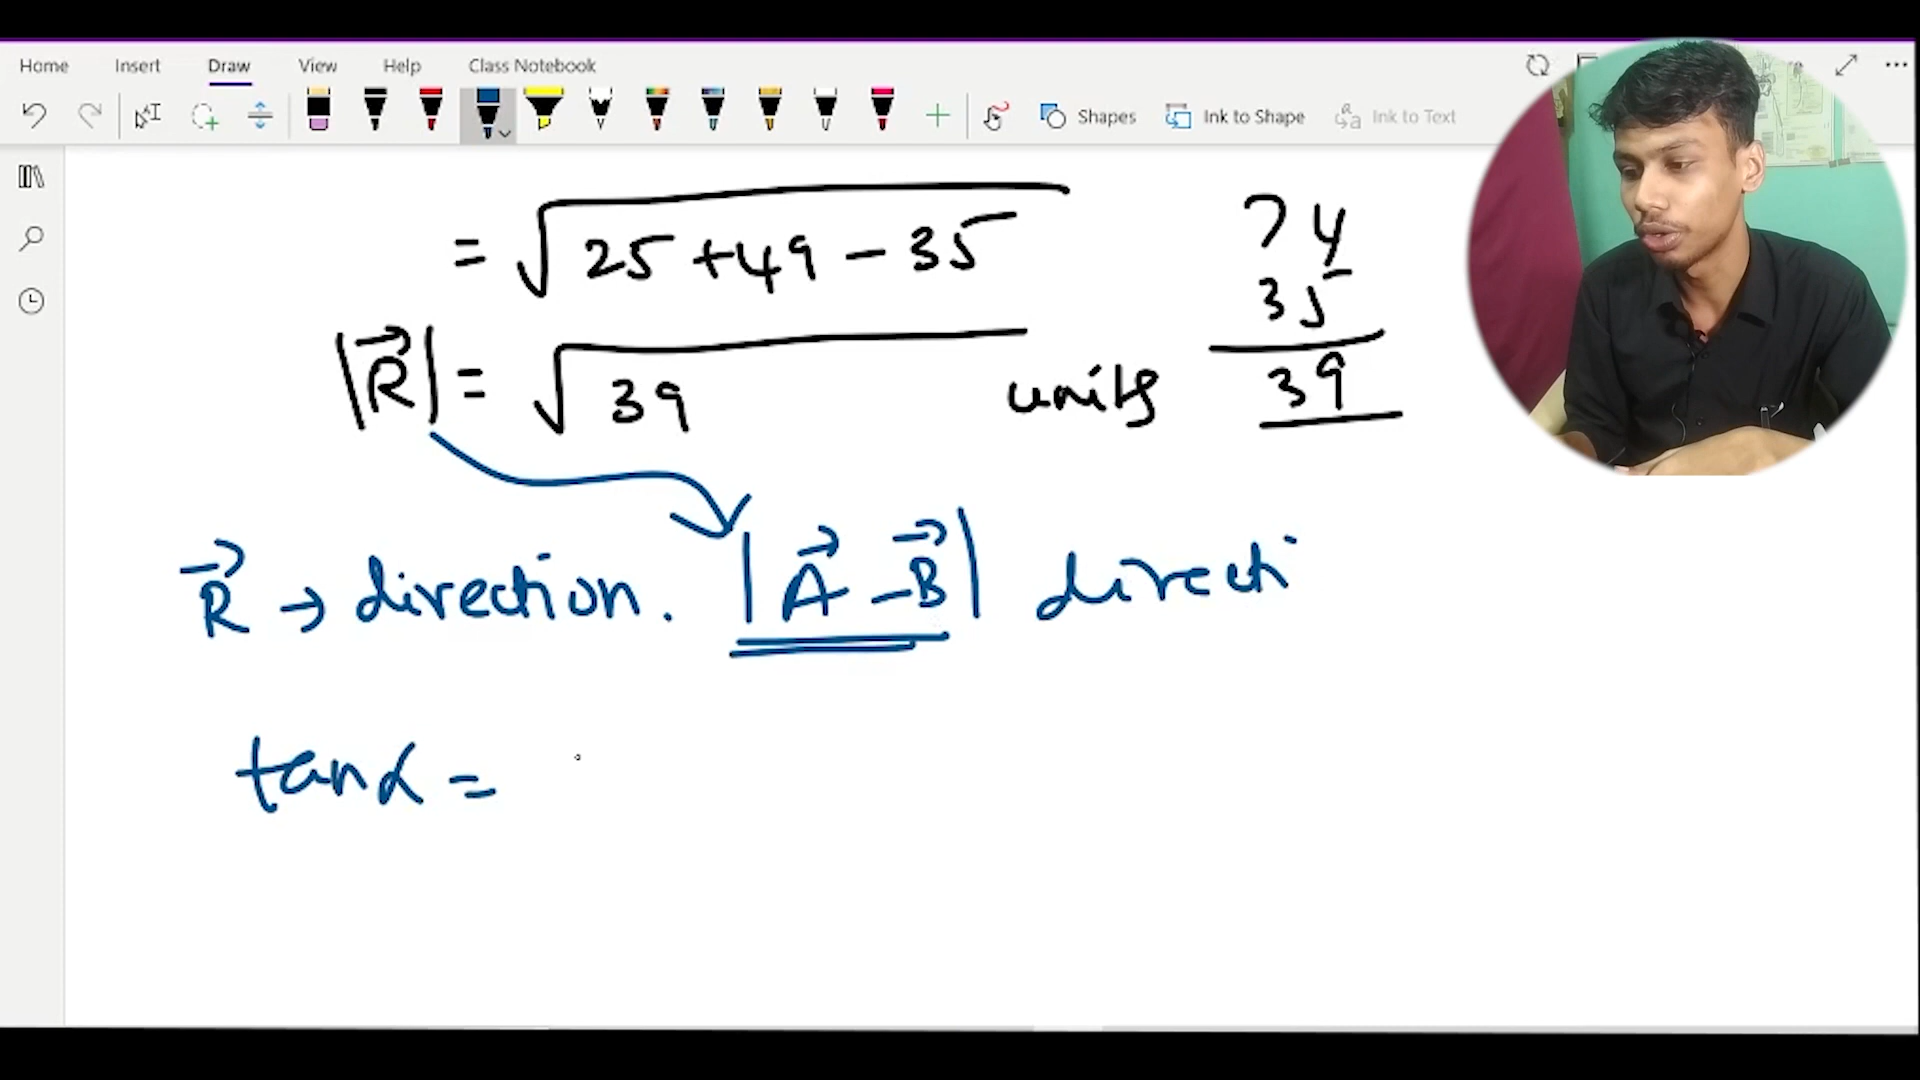 Home Insert Draw View Help Class Notebook
Shapes Ink to Shape Ink to Text
= √25+49-35
74
35
39
|R⃗| = √39 units
R⃗ → direction. |A⃗ -B⃗| directi
tanα =